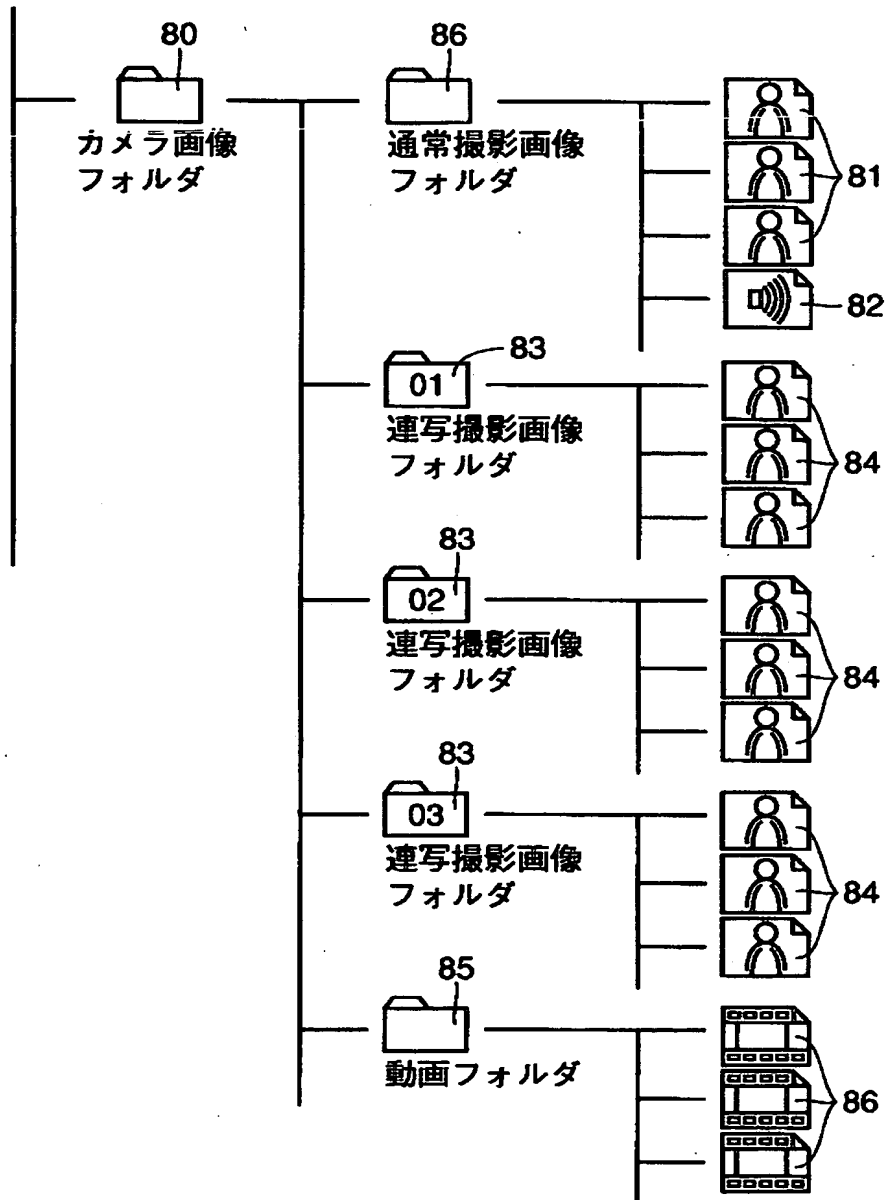 80
カメラ画像
フォルダ
86
通常撮影画像
フォルダ
81
82
83
01
連写撮影画像
フォルダ
84
83
02
連写撮影画像
フォルダ
84
83
03
連写撮影画像
フォルダ
84
85
動画フォルダ
86